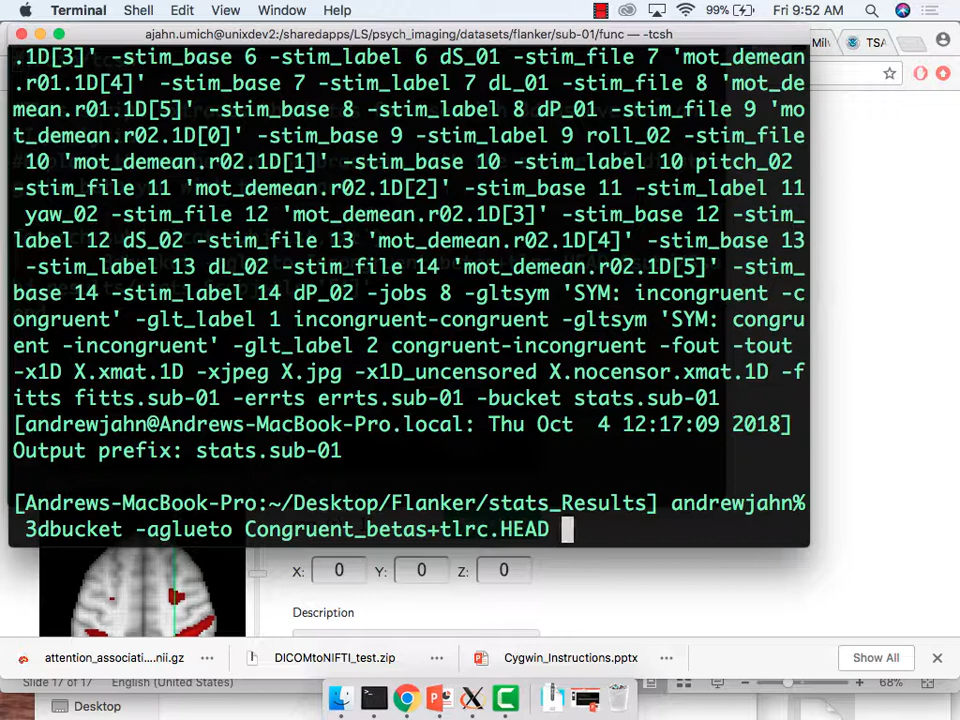 Terminal Shell Edit View Window Help 99% Fri 9:52 AM
ajahn.umich@unixdev2:/sharedapps/LS/psych_imaging/datasets/flanker/sub-01/func — -tcsh
TSA
.1D[3]' -stim_base 6 -stim_label 6 dS_01 -stim_file 7 'mot_demean
.r01.1D[4]' -stim_base 7 -stim_label 7 dL_01 -stim_file 8 'mot_de
mean.r01.1D[5]' -stim_base 8 -stim_label 8 dP_01 -stim_file 9 'mo
t_demean.r02.1D[0]' -stim_base 9 -stim_label 9 roll_02 -stim_file
10 'mot_demean.r02.1D[1]' -stim_base 10 -stim_label 10 pitch_02
-stim_file 11 'mot_demean.r02.1D[2]' -stim_base 11 -stim_label 11
yaw_02 -stim_file 12 'mot_demean.r02.1D[3]' -stim_base 12 -stim_
label 12 dS_02 -stim_file 13 'mot_demean.r02.1D[4]' -stim_base 13
-stim_label 13 dL_02 -stim_file 14 'mot_demean.r02.1D[5]' -stim_
base 14 -stim_label 14 dP_02 -jobs 8 -gltsym 'SYM: incongruent -c
ongruent' -glt_label 1 incongruent-congruent -gltsym 'SYM: congru
ent -incongruent' -glt_label 2 congruent-incongruent -fout -tout
-x1D X.xmat.1D -xjpeg X.jpg -x1D_uncensored X.nocensor.xmat.1D -f
itts fitts.sub-01 -errts errts.sub-01 -bucket stats.sub-01
[andrewjahn@Andrews-MacBook-Pro.local: Thu Oct  4 12:17:09 2018]
Output prefix: stats.sub-01
[Andrews-MacBook-Pro:~/Desktop/Flanker/stats_Results] andrewjahn%
3dbucket -aglueto Congruent_betas+tlrc.HEAD
X: 0 Y: 0 Z: 0
Description
attention_associati....nii.gz
DICOMtoNIFTI_test.zip
Cygwin_Instructions.pptx
Show All
Slide 17 of 17 English (United States) 68%
Desktop